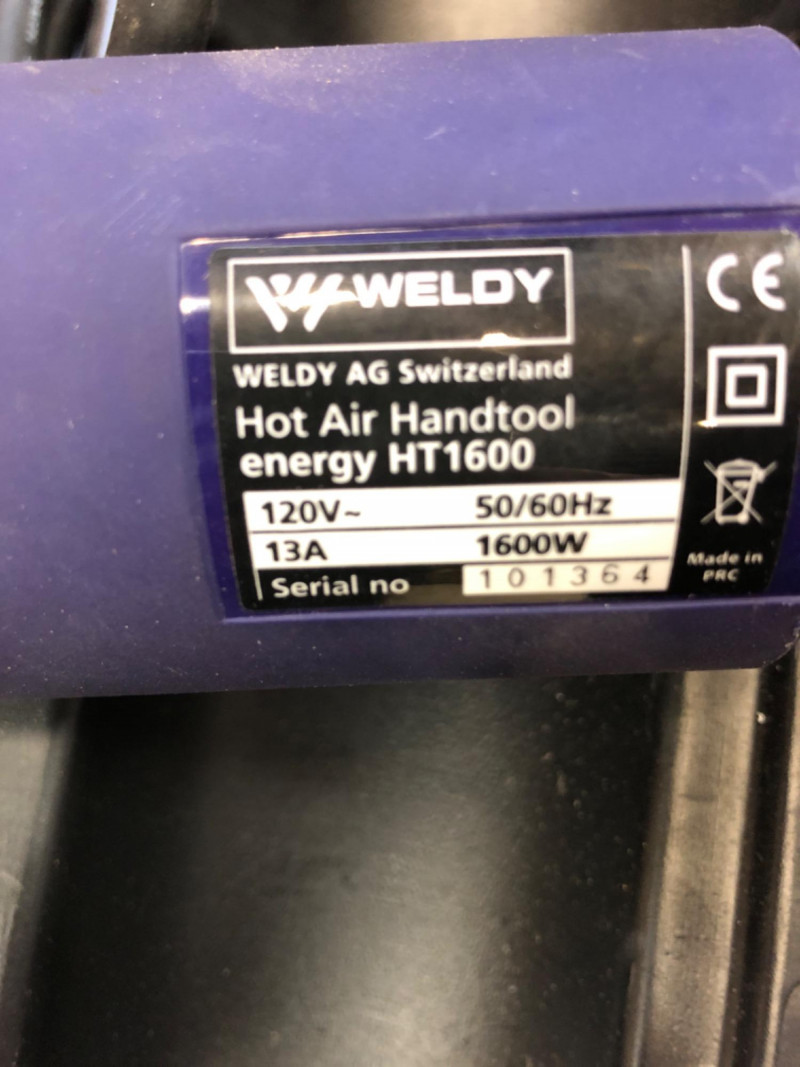 WELDY
WELDY AG Switzerland
Hot Air Handtool
energy HT1600
120V~ 50/60Hz
13A 1600W
Serial no 101364
CE
Made in
PRC